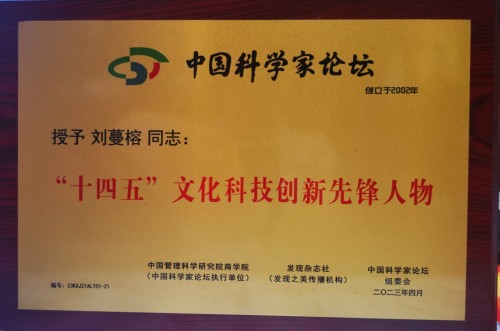 中国科学家论坛
创立于2002年
授予 刘蔓榕 同志：
“十四五”文化科技创新先锋人物
中国管理科学研究院商学院
（中国科学家论坛执行单位）
发现杂志社
（发现之美传播机构）
中国科学家论坛
组委会
二〇二三年四月
编号：23KXJ21ALT01-21